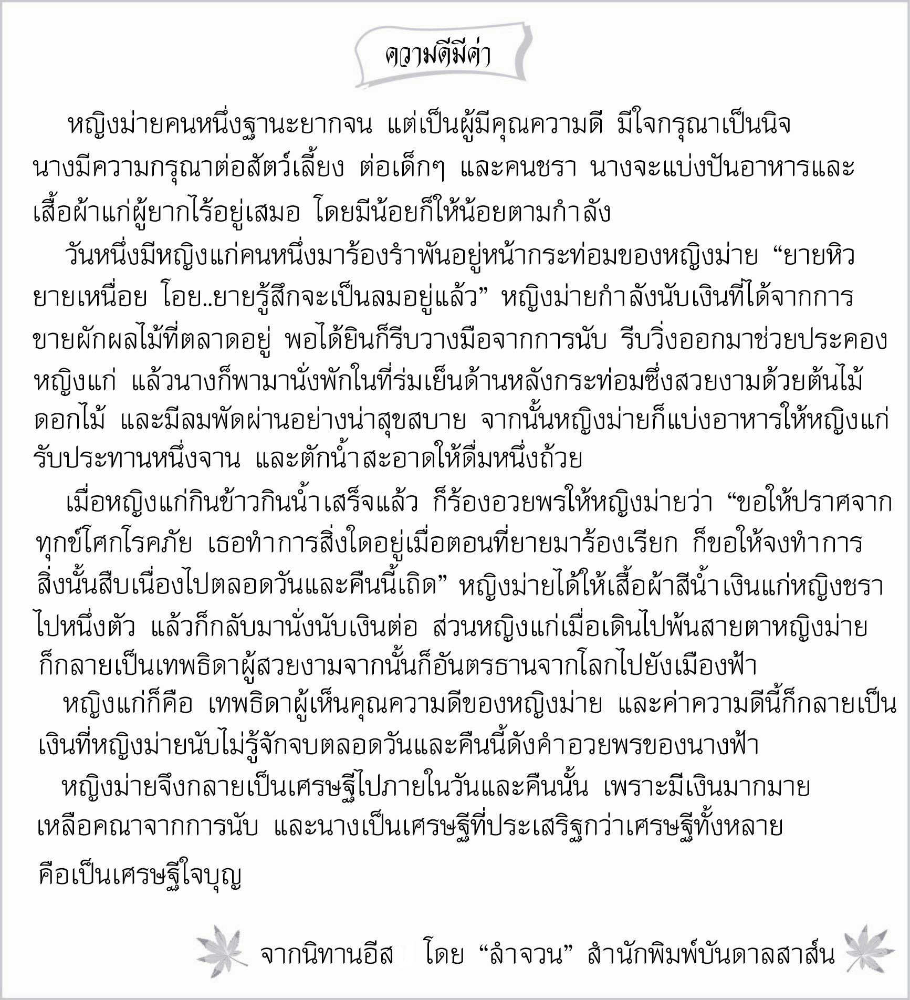 ความดีมีค่า
หญิงม่ายคนหนึ่งฐานะยากจน แต่เป็นผู้มีคุณความดี มีใจกรุณาเป็นนิจ
นางมีความกรุณาต่อสัตว์เลี้ยง ต่อเด็กๆ และคนชรา นางจะแบ่งปันอาหารและ
เสื้อผ้าแก่ผู้ยากไร้อยู่เสมอ โดยมีน้อยก็ให้น้อยตามกำลัง
วันหนึ่งมีหญิงแก่คนหนึ่งมาร้องรำพันอยู่หน้ากระท่อมของหญิงม่าย “ยายหิว
ยายเหนื่อย โอย..ยายรู้สึกจะเป็นลมอยู่แล้ว” หญิงม่ายกำลังนับเงินที่ได้จากการ
ขายผักผลไม้ที่ตลาดอยู่ พอได้ยินก็รีบวางมือจากการนับ รีบวิ่งออกมาช่วยประคอง
หญิงแก่ แล้วนางก็พามานั่งพักในที่ร่มเย็นด้านหลังกระท่อมซึ่งสวยงามด้วยต้นไม้
ดอกไม้ และมีลมพัดผ่านอย่างน่าสุขสบาย จากนั้นหญิงม่ายก็แบ่งอาหารให้หญิงแก่
รับประทานหนึ่งจาน และตักน้ำสะอาดให้ดื่มหนึ่งถ้วย
เมื่อหญิงแก่กินข้าวกินน้ำเสร็จแล้ว ก็ร้องอวยพรให้หญิงม่ายว่า “ขอให้ปราศจาก
ทุกข์โศกโรคภัย เธอทำการสิ่งใดอยู่เมื่อตอนที่ยายมาร้องเรียก ก็ขอให้จงทำการ
สิ่งนั้นสืบเนื่องไปตลอดวันและคืนนี้เถิด” หญิงม่ายได้ให้เสื้อผ้าสีน้ำเงินแก่หญิงชรา
ไปหนึ่งตัว แล้วก็กลับมานั่งนับเงินต่อ ส่วนหญิงแก่เมื่อเดินไปพ้นสายตาหญิงม่าย
ก็กลายเป็นเทพธิดาผู้สวยงามจากนั้นก็อันตรธานจากโลกไปยังเมืองฟ้า
หญิงแก่ก็คือ เทพธิดาผู้เห็นคุณความดีของหญิงม่าย และค่าความดีนี้ก็กลายเป็น
เงินที่หญิงม่ายนับไม่รู้จักจบตลอดวันและคืนนี้ดังคำอวยพรของนางฟ้า
หญิงม่ายจึงกลายเป็นเศรษฐีไปภายในวันและคืนนั้น เพราะมีเงินมากมาย
เหลือคณาจากการนับ และนางเป็นเศรษฐีที่ประเสริฐกว่าเศรษฐีทั้งหลาย
คือเป็นเศรษฐีใจบุญ
จากนิทานอีส โดย “ลำจวน” สำนักพิมพ์บันดาลสาส์น